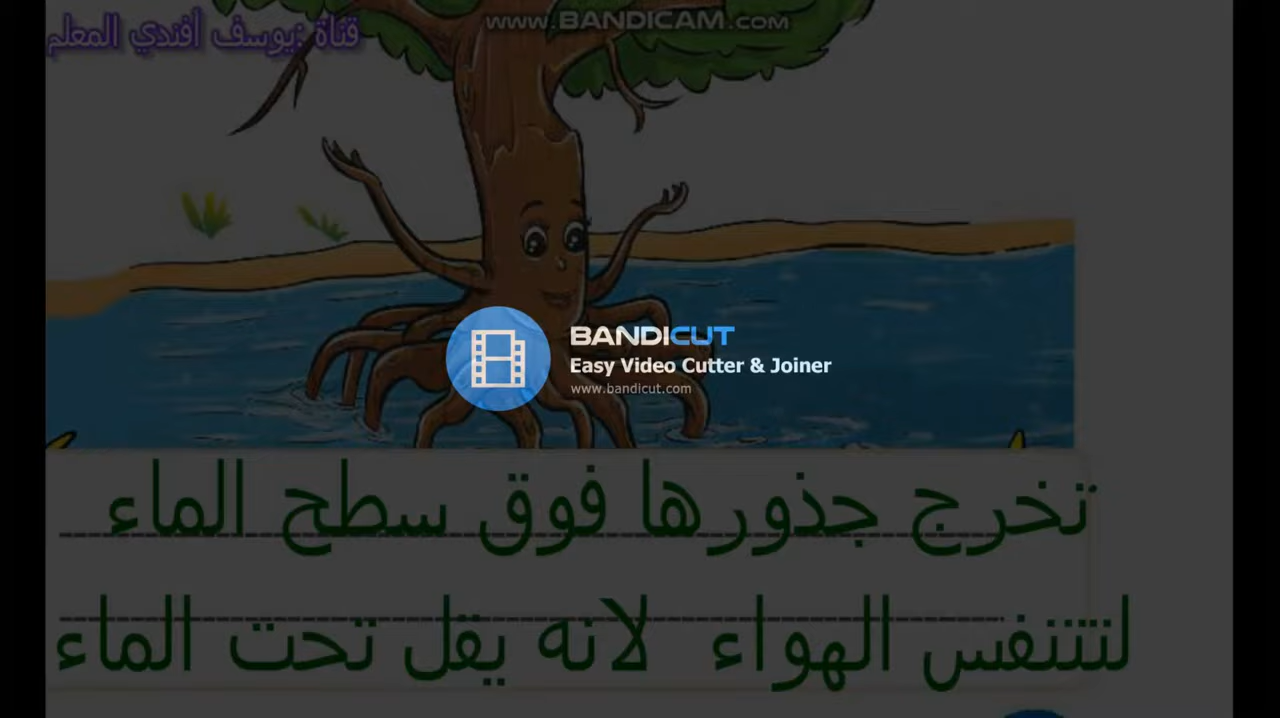 www.BANDICAM.com
قناة :يوسف أفندي المعلم
BANDICUT
Easy Video Cutter & Joiner
www.bandicut.com
تخرج جذورها فوق سطح الماء
لتتنفس الهواء لانه يقل تحت الماء